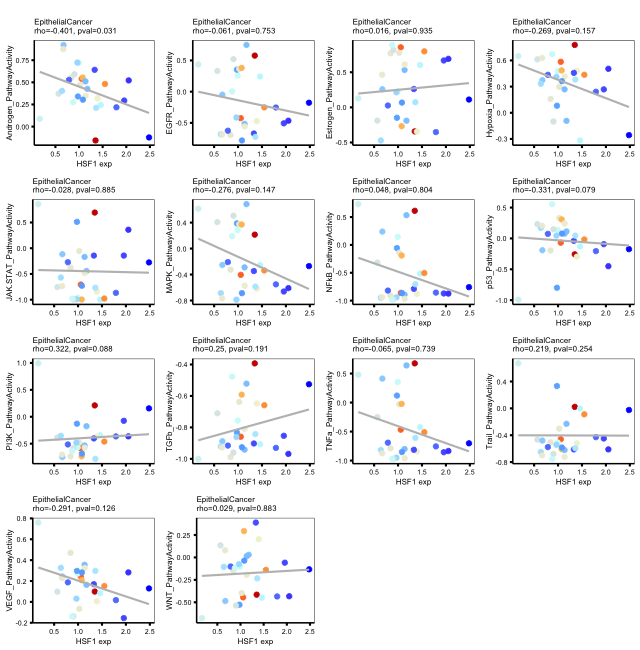 EpithelialCancer
rho=-0.401, pval=0.031
Androgen_PathwayActivity
0.75
0.50
0.25
0.00
0.5 1.0 1.5 2.0 2.5
HSF1 exp
EpithelialCancer
rho=-0.061, pval=0.753
EGFR_PathwayActivity
0.5
0.0
-0.5
0.5 1.0 1.5 2.0 2.5
HSF1 exp
EpithelialCancer
rho=0.016, pval=0.935
Estrogen_PathwayActivity
0.5
0.0
-0.5
0.5 1.0 1.5 2.0 2.5
HSF1 exp
EpithelialCancer
rho=-0.269, pval=0.157
Hypoxia_PathwayActivity
0.6
0.3
0.0
-0.3
0.5 1.0 1.5 2.0 2.5
HSF1 exp
EpithelialCancer
rho=-0.028, pval=0.885
JAK.STAT_PathwayActivity
0.5
0.0
-0.5
-1.0
0.5 1.0 1.5 2.0 2.5
HSF1 exp
EpithelialCancer
rho=-0.276, pval=0.147
MAPK_PathwayActivity
0.4
0.0
-0.4
-0.8
0.5 1.0 1.5 2.0 2.5
HSF1 exp
EpithelialCancer
rho=0.048, pval=0.804
NFkB_PathwayActivity
0.5
0.0
-0.5
-1.0
0.5 1.0 1.5 2.0 2.5
HSF1 exp
EpithelialCancer
rho=-0.331, pval=0.079
p53_PathwayActivity
0.5
0.0
-0.5
-1.0
0.5 1.0 1.5 2.0 2.5
HSF1 exp
EpithelialCancer
rho=0.322, pval=0.088
PI3K_PathwayActivity
1.0
0.5
0.0
-0.5
0.5 1.0 1.5 2.0 2.5
HSF1 exp
EpithelialCancer
rho=0.25, pval=0.191
TGFb_PathwayActivity
-0.4
-0.6
-0.8
-1.0
0.5 1.0 1.5 2.0 2.5
HSF1 exp
EpithelialCancer
rho=-0.065, pval=0.739
TNFa_PathwayActivity
0.5
0.0
-0.5
-1.0
0.5 1.0 1.5 2.0 2.5
HSF1 exp
EpithelialCancer
rho=0.219, pval=0.254
Trail_PathwayActivity
0.4
0.0
-0.4
-0.8
0.5 1.0 1.5 2.0 2.5
HSF1 exp
EpithelialCancer
rho=-0.291, pval=0.126
VEGF_PathwayActivity
0.8
0.6
0.4
0.2
0.0
-0.2
0.5 1.0 1.5 2.0 2.5
HSF1 exp
EpithelialCancer
rho=0.029, pval=0.883
WNT_PathwayActivity
0.25
0.00
-0.25
-0.50
0.5 1.0 1.5 2.0 2.5
HSF1 exp